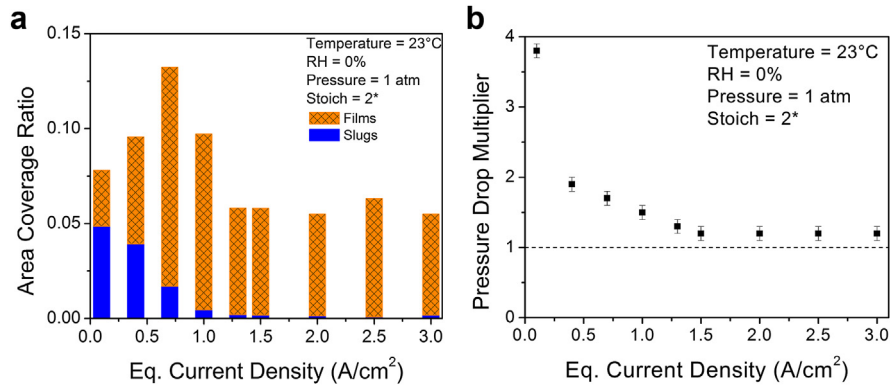 a
0.15
0.10
0.05
0.00
Area Coverage Ratio
Temperature = 23°C
RH = 0%
Pressure = 1 atm
Stoich = 2*
Films
Slugs
0.0 0.5 1.0 1.5 2.0 2.5 3.0
Eq. Current Density (A/cm²)
b
4
3
2
1
0
Pressure Drop Multiplier
Temperature = 23°C
RH = 0%
Pressure = 1 atm
Stoich = 2*
0.0 0.5 1.0 1.5 2.0 2.5 3.0
Eq. Current Density (A/cm²)